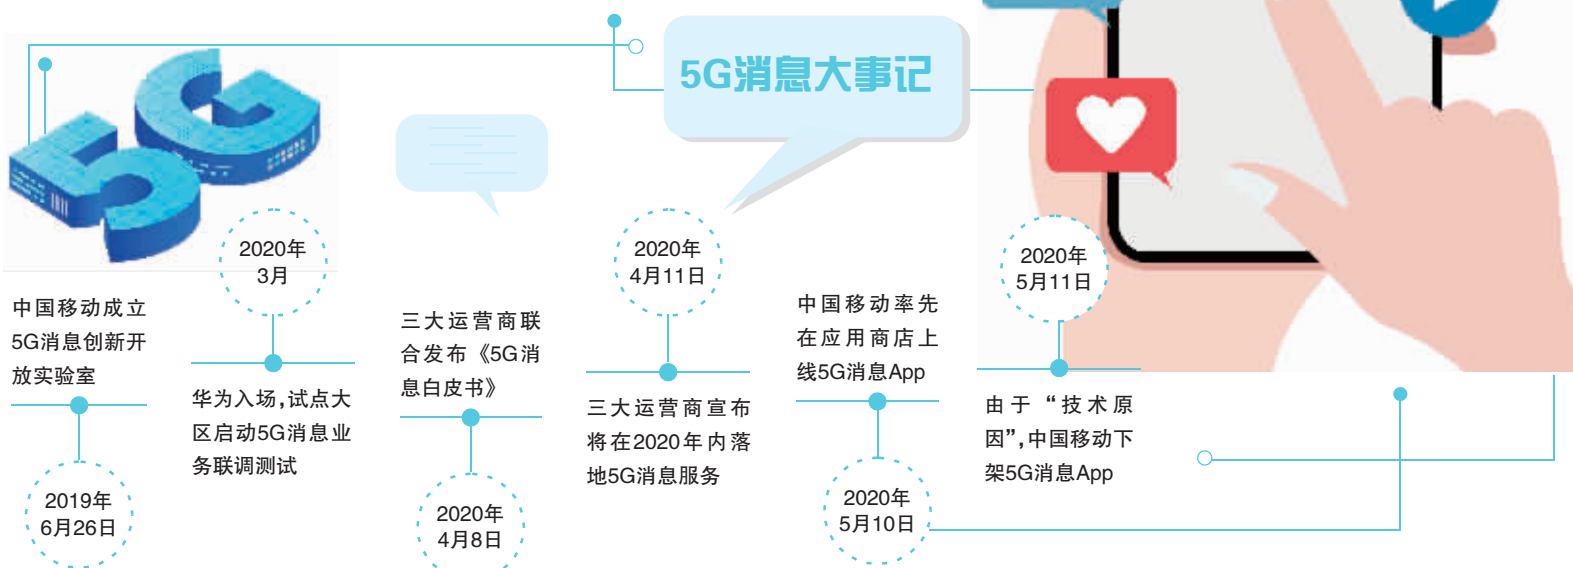 5G消息大事记
中国移动成立
5G消息创新开
放实验室
2019年
6月26日
2020年
3月
华为入场,试点大
区启动5G消息业
务联调测试
三大运营商联
合发布《5G消
息白皮书》
2020年
4月8日
2020年
4月11日
三大运营商宣布
将在2020年内落
地5G消息服务
中国移动率先
在应用商店上
线5G消息App
2020年
5月10日
2020年
5月11日
由于“技术原
因”,中国移动下
架5G消息App